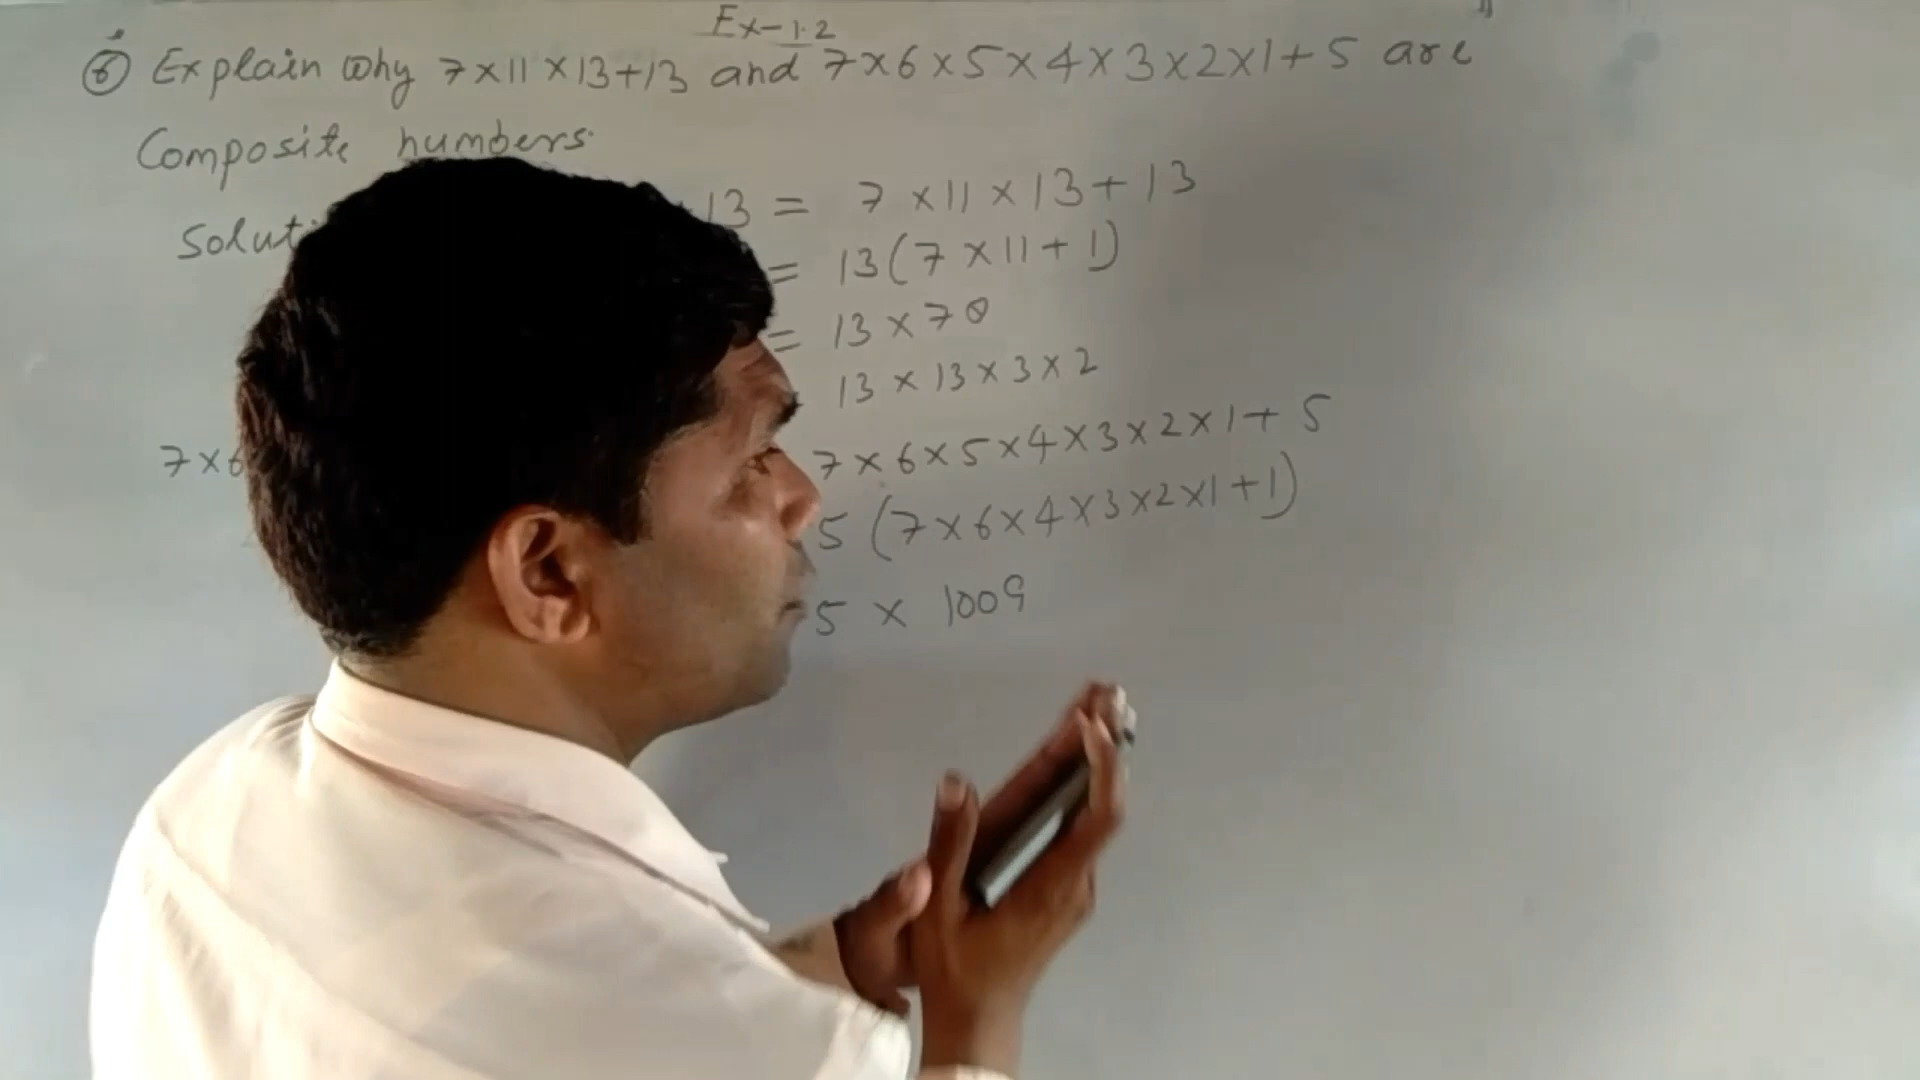 Ex-1.2
⑥ Explain why 7×11×13+13 and 7×6×5×4×3×2×1+5 are
Composite numbers.
13 = 7×11×13+13
= 13(7×11+1)
= 13×78
13×13×3×2
7×6 7×6×5×4×3×2×1+5
5(7×6×4×3×2×1+1)
5×1009